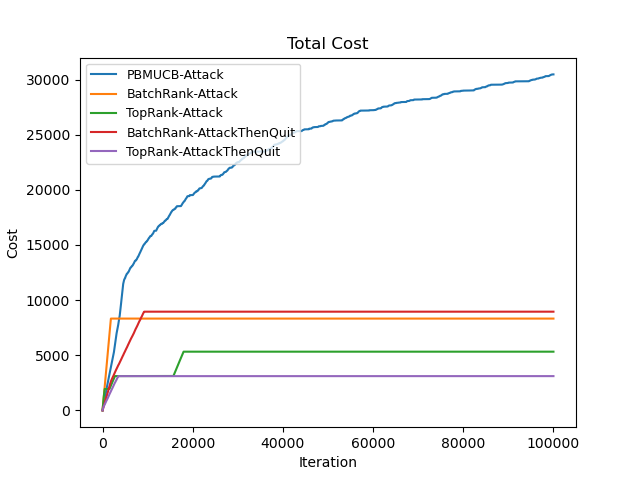 Total Cost
PBMUCB-Attack
BatchRank-Attack
TopRank-Attack
BatchRank-AttackThenQuit
TopRank-AttackThenQuit
30000
25000
20000
15000
10000
5000
0
Cost
0 20000 40000 60000 80000 100000
Iteration